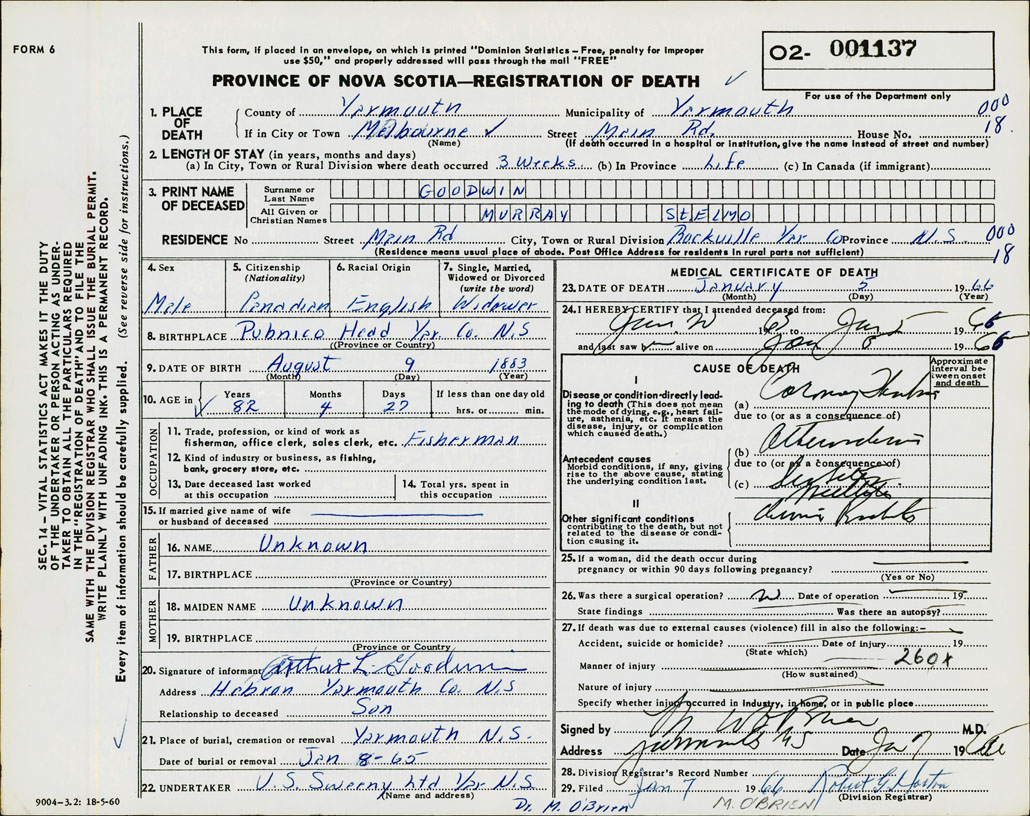 FORM 6
This form, if placed in an envelope, on which is printed "Dominion Statistics – Free, penalty for improper
use $50," and properly addressed will pass through the mail "FREE"
PROVINCE OF NOVA SCOTIA—REGISTRATION OF DEATH
O2- 001137
For use of the Department only
SEC. 14 – VITAL STATISTICS ACT MAKES IT THE DUTY
OF THE UNDERTAKER OR PERSON ACTING AS UNDER-
TAKER TO OBTAIN ALL THE PARTICULARS REQUIRED
IN THE "REGISTRATION OF DEATH" AND TO FILE THE
SAME WITH THE DIVISION REGISTRAR WHO SHALL ISSUE THE BURIAL PERMIT.
WRITE PLAINLY WITH UNFADING INK. THIS IS A PERMANENT RECORD.
Every item of information should be carefully supplied. (See reverse side for instructions.)
1. PLACE OF DEATH
County of Yarmouth Municipality of Yarmouth 000
If in City or Town Melbourne Street Main Rd. House No. 18
(Name) (If death occurred in a hospital or institution, give the name instead of street and number)
2. LENGTH OF STAY (in years, months and days)
(a) In City, Town or Rural Division where death occurred 3 Weeks (b) In Province Life (c) In Canada (if immigrant)
3. PRINT NAME OF DECEASED
Surname or Last Name GOODWIN
All Given or Christian Names MURRAY StELMO
RESIDENCE No Street Main Rd City, Town or Rural Division Rockville Yar Co Province N.S. 000
(Residence means usual place of abode. Post Office Address for residents in rural parts not sufficient) 18
4. Sex Male
5. Citizenship (Nationality) Canadian
6. Racial Origin English
7. Single, Married, Widowed or Divorced (write the word) Widower
8. BIRTHPLACE Pubnico Head Yar. Co. N.S
(Province or Country)
9. DATE OF BIRTH August 9 1883
(Month) (Day) (Year)
10. AGE in Years 82 Months 4 Days 27 If less than one day old hrs. or min.
OCCUPATION
11. Trade, profession, or kind of work as
fisherman, office clerk, sales clerk, etc. Fisherman
12. Kind of industry or business, as fishing,
bank, grocery store, etc.
13. Date deceased last worked at this occupation
14. Total yrs. spent in this occupation
15. If married give name of wife
or husband of deceased
FATHER
16. NAME Unknown
17. BIRTHPLACE
(Province or Country)
MOTHER
18. MAIDEN NAME Unknown
19. BIRTHPLACE
(Province or Country)
20. Signature of informant Arthur L. Goodwin
Address Hebron Yarmouth Co. N.S
Relationship to deceased Son
21. Place of burial, cremation or removal Yarmouth N.S.
Date of burial or removal Jan 8-65
22. UNDERTAKER U.S. Sweeny Ltd Yar N.S
(Name and address)
9004-3.2: 18-5-60
Dr. M. O'Brien
MEDICAL CERTIFICATE OF DEATH
23. DATE OF DEATH January 5 1966
(Month) (Day) (Year)
24. I HEREBY CERTIFY that I attended deceased from:
1965 to Jan 5 1966
and last saw alive on Jan 5 1966
CAUSE OF DEATH
Approximate interval between onset and death
I
Disease or condition directly leading to death (This does not mean
the mode of dying, e.g., heart failure, asthenia, etc. It means the
disease, injury, or complication
which caused death.)
(a)
due to (or as a consequence of)
Antecedent causes
Morbid conditions, if any, giving
rise to the above cause, stating
the underlying condition last.
(b)
due to (or as a consequence of)
(c)
II
Other significant conditions
contributing to the death, but not
related to the disease or condition causing it.
25. If a woman, did the death occur during
pregnancy or within 90 days following pregnancy?
(Yes or No)
26. Was there a surgical operation? Date of operation 19
State findings Was there an autopsy?
27. If death was due to external causes (violence) fill in also the following:-
Accident, suicide or homicide? Date of injury 19
(State which)
Manner of injury 260x
(How sustained)
Nature of injury
Specify whether injury occurred in industry, in home, or in public place
Signed by M O'Brien M.D.
Address Yarmouth NS Date Jan 7 1966
28. Division Registrar's Record Number
29. Filed Jan 7 1966 Robert G. Horton
(Division Registrar)
M. O'BRIEN